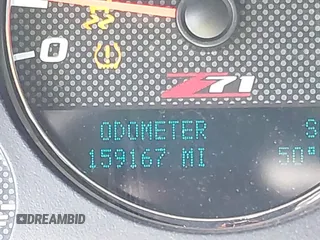 0
Z71
ODOMETER S
159167 MI 50°
DREAMBID